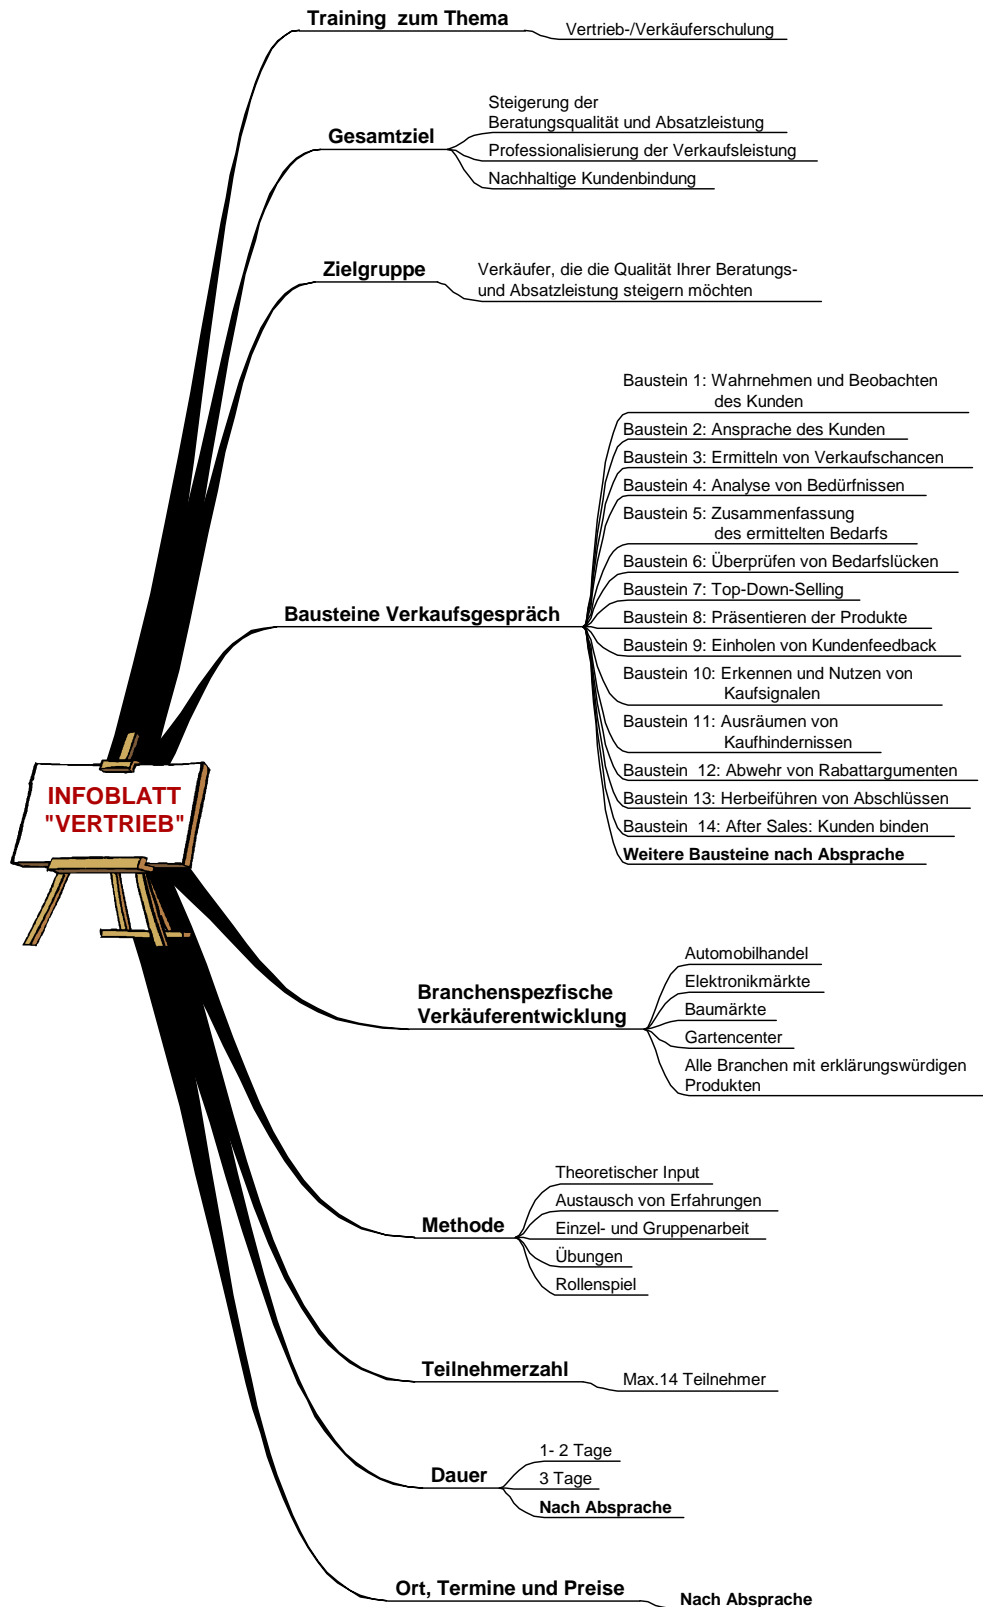 Training  zum Thema
Vertrieb-/Verkäuferschulung
Gesamtziel
Steigerung der
Beratungsqualität und Absatzleistung
Professionalisierung der Verkaufsleistung
Nachhaltige Kundenbindung
Zielgruppe
Verkäufer, die die Qualität Ihrer Beratungs-
und Absatzleistung steigern möchten
Bausteine Verkaufsgespräch
Baustein 1: Wahrnehmen und Beobachten
des Kunden
Baustein 2: Ansprache des Kunden
Baustein 3: Ermitteln von Verkaufschancen
Baustein 4: Analyse von Bedürfnissen
Baustein 5: Zusammenfassung
des ermittelten Bedarfs
Baustein 6: Überprüfen von Bedarfslücken
Baustein 7: Top-Down-Selling
Baustein 8: Präsentieren der Produkte
Baustein 9: Einholen von Kundenfeedback
Baustein 10: Erkennen und Nutzen von
Kaufsignalen
Baustein 11: Ausräumen von
Kaufhindernissen
Baustein  12: Abwehr von Rabattargumenten
Baustein 13: Herbeiführen von Abschlüssen
Baustein  14: After Sales: Kunden binden
Weitere Bausteine nach Absprache
INFOBLATT
"VERTRIEB"
Branchenspezfische
Verkäuferentwicklung
Automobilhandel
Elektronikmärkte
Baumärkte
Gartencenter
Alle Branchen mit erklärungswürdigen
Produkten
Methode
Theoretischer Input
Austausch von Erfahrungen
Einzel- und Gruppenarbeit
Übungen
Rollenspiel
Teilnehmerzahl
Max.14 Teilnehmer
Dauer
1- 2 Tage
3 Tage
Nach Absprache
Ort, Termine und Preise
Nach Absprache